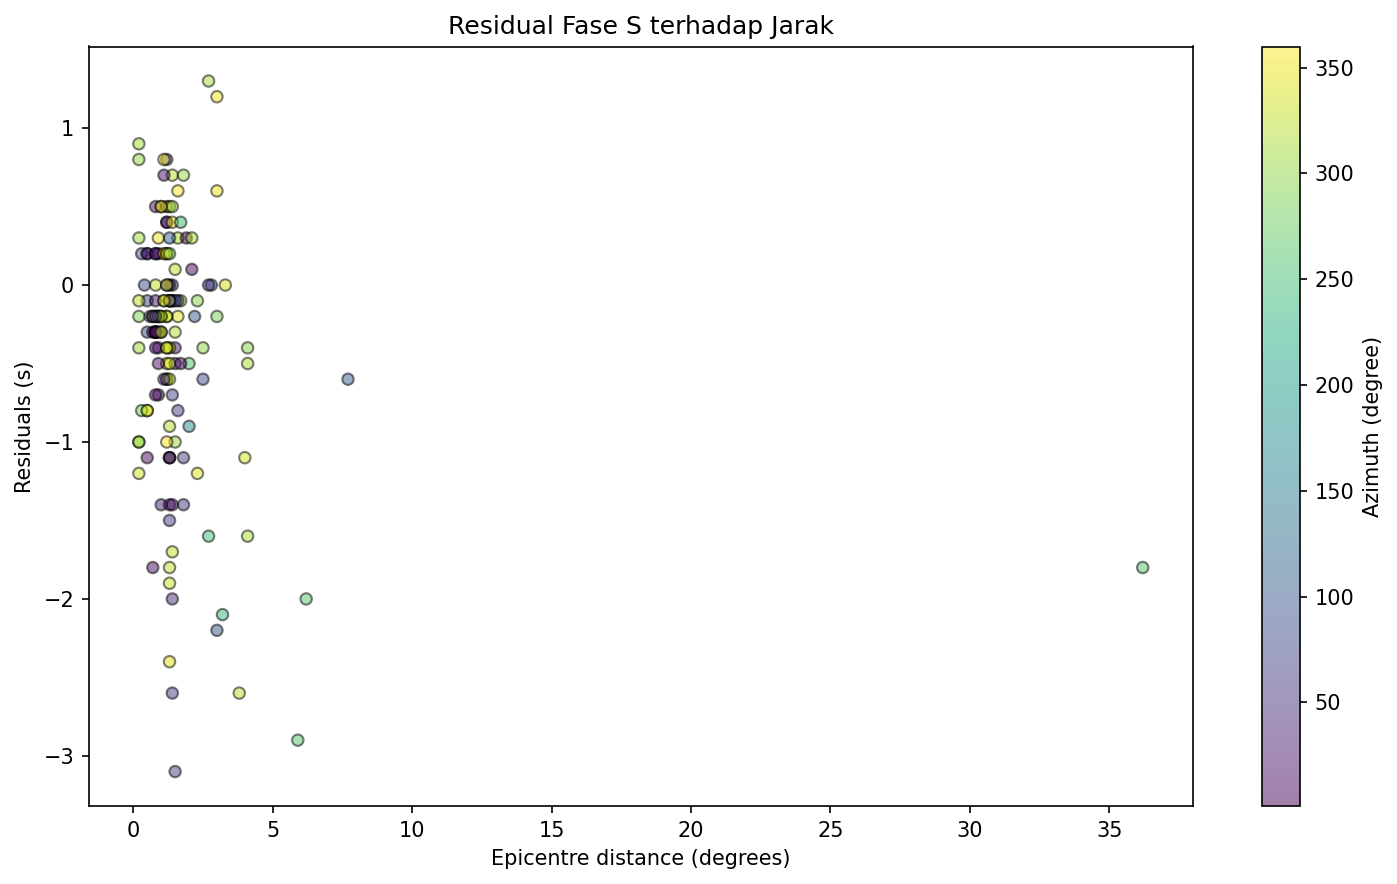 Residual Fase S terhadap Jarak
Residuals (s)
1
0
−1
−2
−3
0 5 10 15 20 25 30 35
Epicentre distance (degrees)
350
300
250
200
150
100
50
Azimuth (degree)